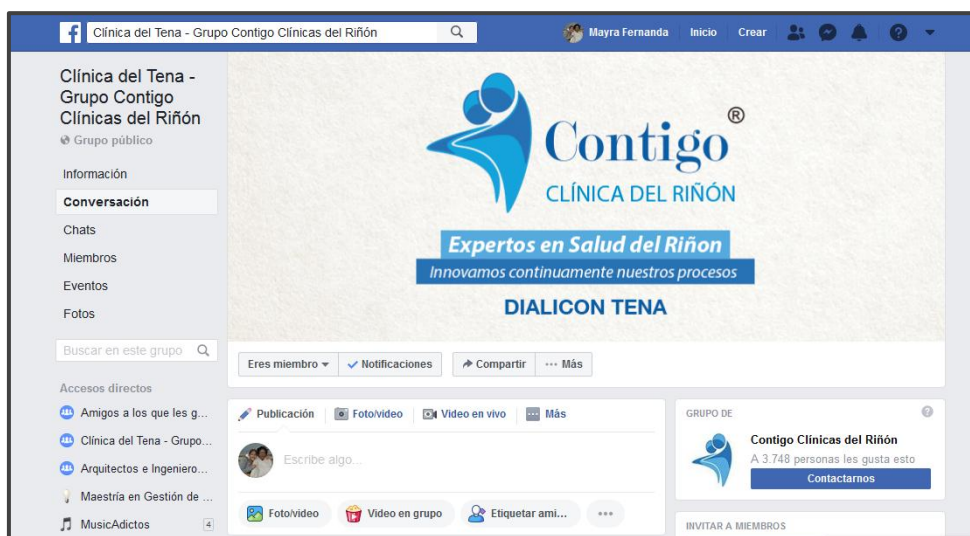 Clínica del Tena - Grupo Contigo Clínicas del Riñón
Mayra Fernanda
Inicio
Crear
Clínica del Tena -
Grupo Contigo
Clínicas del Riñón
Grupo público
Información
Conversación
Chats
Miembros
Eventos
Fotos
Buscar en este grupo
Accesos directos
Amigos a los que les g...
Clínica del Tena - Grupo...
Arquitectos e Ingeniero...
Maestría en Gestión de ...
MusicAdictos 4
Contigo®
CLÍNICA DEL RIÑÓN
Expertos en Salud del Riñon
Innovamos continuamente nuestros procesos
DIALICON TENA
Eres miembro
Notificaciones
Compartir
Más
Publicación
Foto/video
Video en vivo
Más
Escribe algo...
Foto/video
Video en grupo
Etiquetar ami...
GRUPO DE
Contigo Clínicas del Riñón
A 3.748 personas les gusta esto
Contactarnos
INVITAR A MIEMBROS